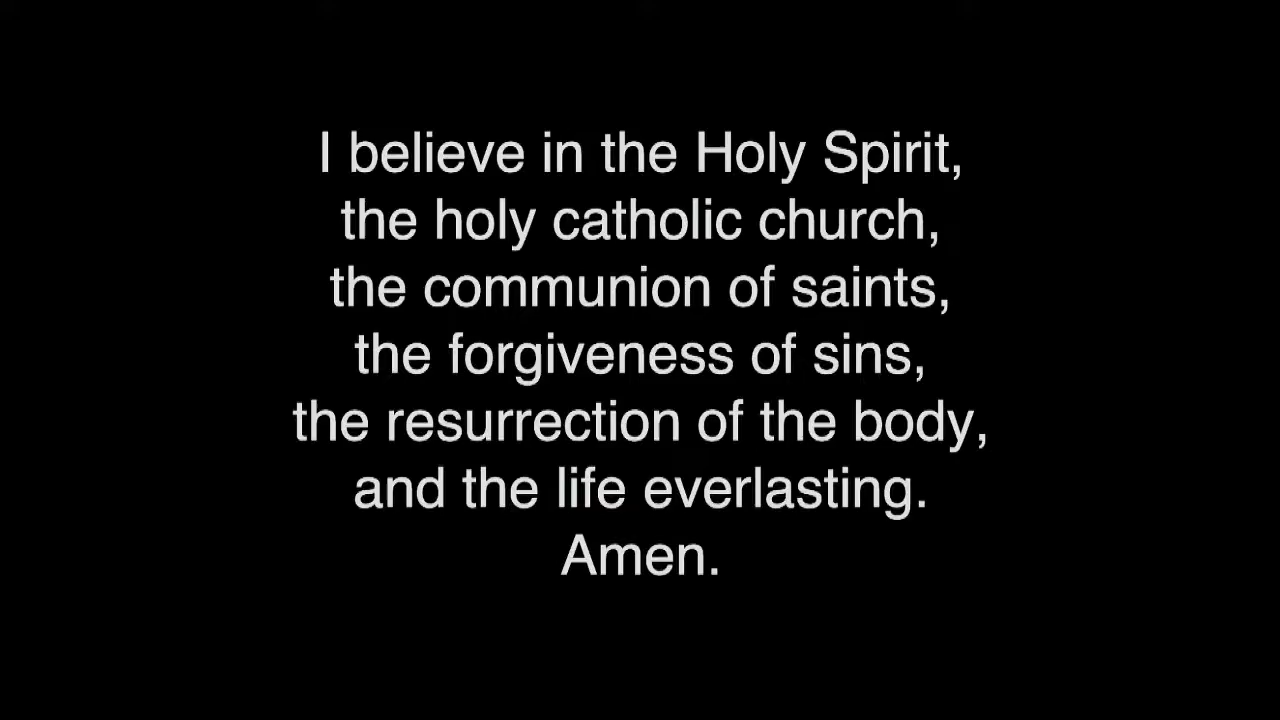 I believe in the Holy Spirit,
the holy catholic church,
the communion of saints,
the forgiveness of sins,
the resurrection of the body,
and the life everlasting.
Amen.